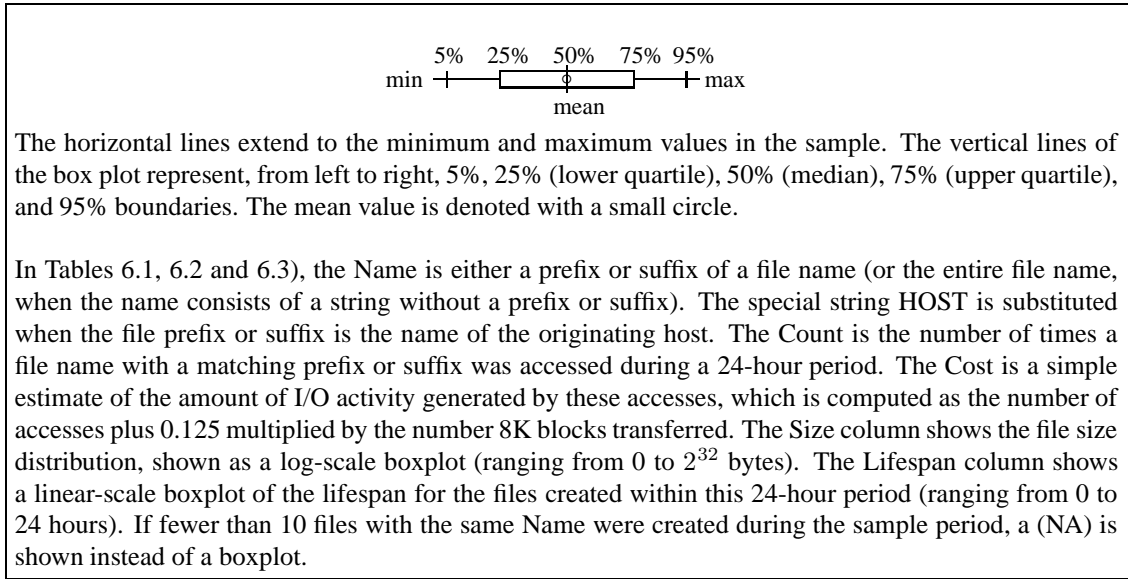 5% 25% 50% 75% 95%
min max
mean
The horizontal lines extend to the minimum and maximum values in the sample. The vertical lines of
the box plot represent, from left to right, 5%, 25% (lower quartile), 50% (median), 75% (upper quartile),
and 95% boundaries. The mean value is denoted with a small circle.
In Tables 6.1, 6.2 and 6.3), the Name is either a prefix or suffix of a file name (or the entire file name,
when the name consists of a string without a prefix or suffix). The special string HOST is substituted
when the file prefix or suffix is the name of the originating host. The Count is the number of times a
file name with a matching prefix or suffix was accessed during a 24-hour period. The Cost is a simple
estimate of the amount of I/O activity generated by these accesses, which is computed as the number of
accesses plus 0.125 multiplied by the number 8K blocks transferred. The Size column shows the file size
distribution, shown as a log-scale boxplot (ranging from 0 to 2^32 bytes). The Lifespan column shows
a linear-scale boxplot of the lifespan for the files created within this 24-hour period (ranging from 0 to
24 hours). If fewer than 10 files with the same Name were created during the sample period, a (NA) is
shown instead of a boxplot.